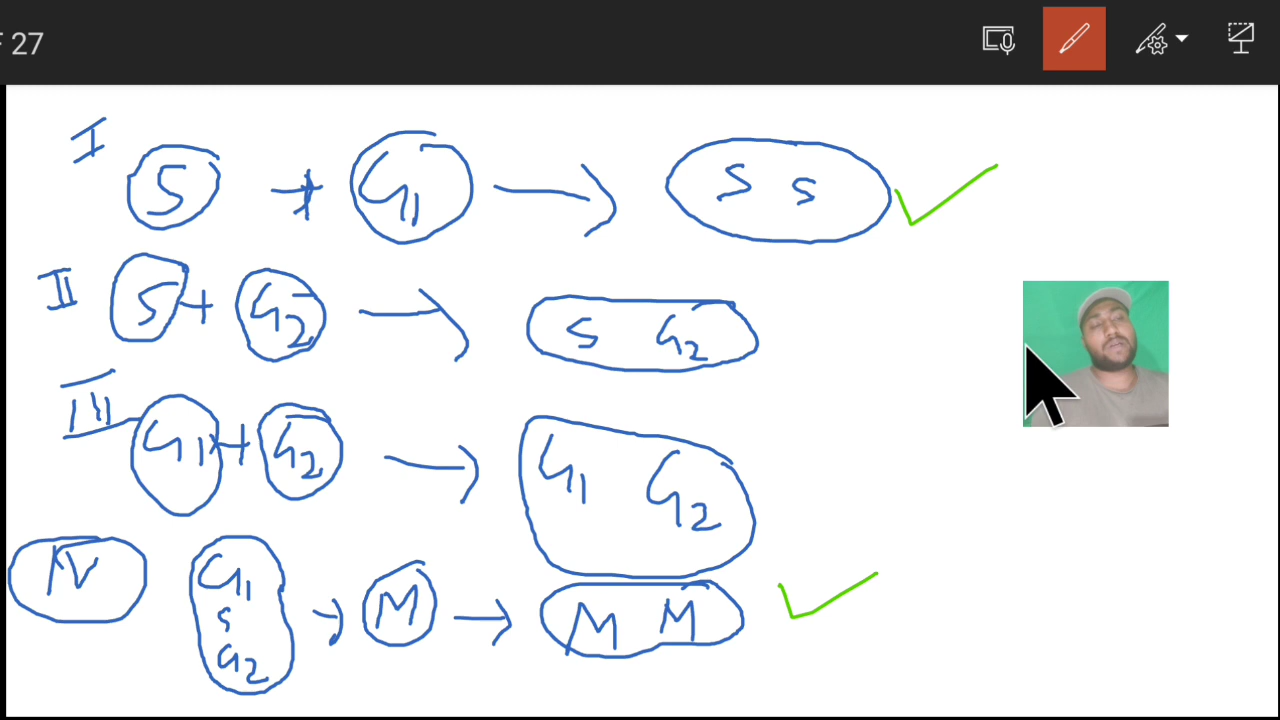 F 27
I S + G1 → S S
II S + G2 → S G2
III G1 + G2 → G1 G2
IV G1 S G2 → M → M M